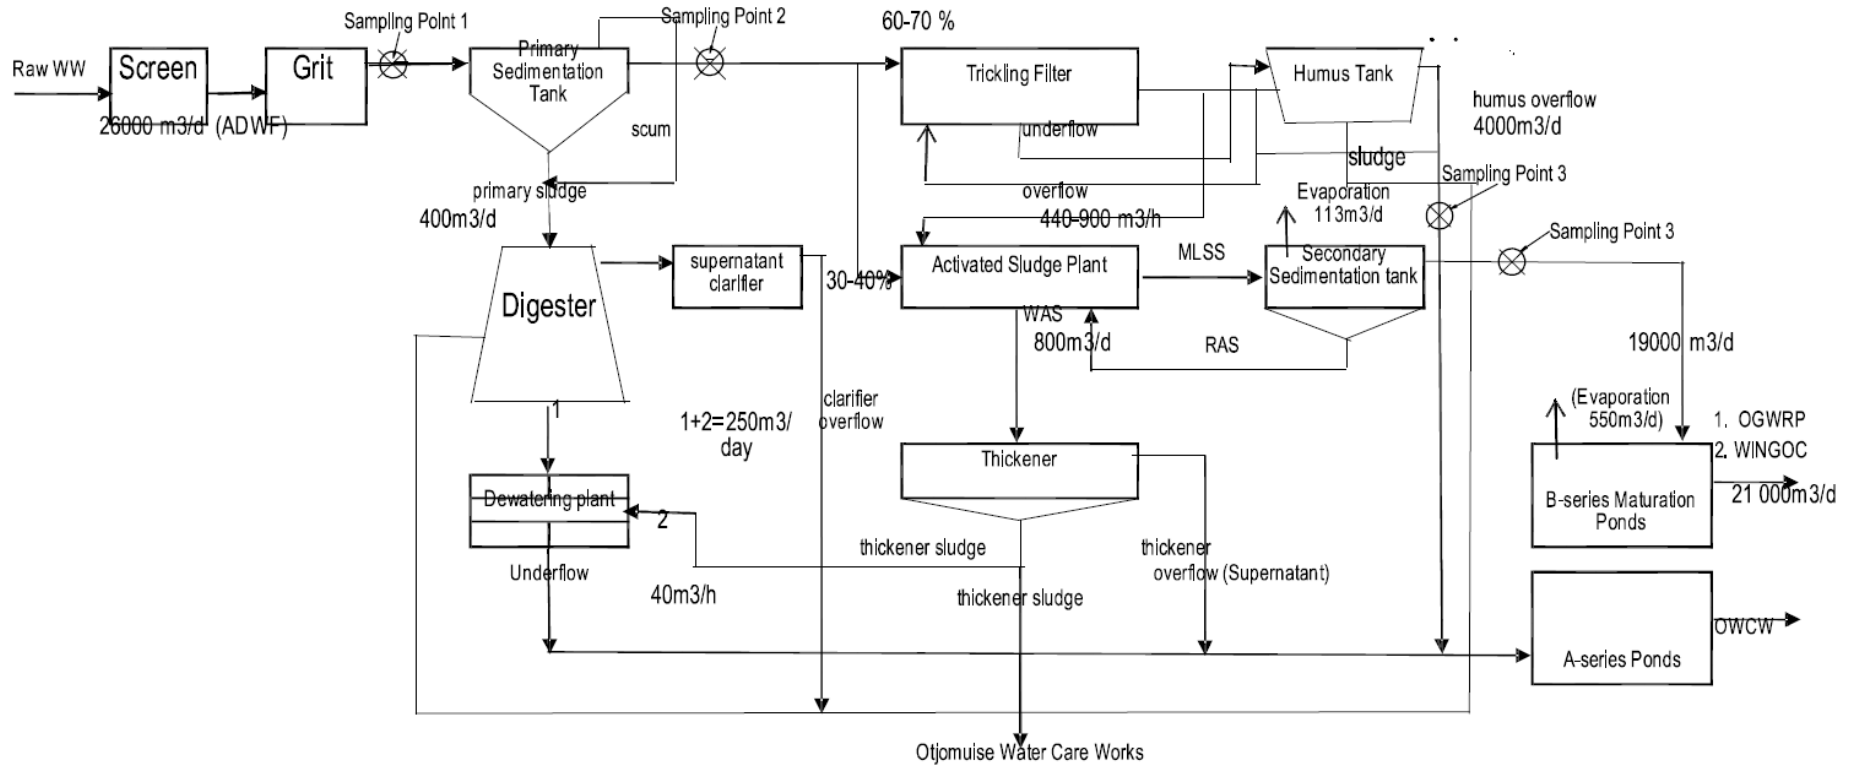 Sampling Point 1
Sampling Point 2
60-70 %
Raw WW
Screen
Grit
Primary
Sedimentation
Tank
Trickling Filter
Humus Tank
26000 m3/d (ADWF)
scum
underflow
humus overflow
4000m3/d
sludge
Sampling Point 3
primary sludge
400m3/d
overflow
440-900 m3/h
Evaporation
113m3/d
Sampling Point 3
supernatant
clarifier
30-40%
Activated Sludge Plant
MLSS
Secondary
Sedimentation tank
Digester
WAS
800m3/d
RAS
19000 m3/d
1
1+2=250m3/
day
clarifier
overflow
(Evaporation
550m3/d)
1. OGWRP
2. WINGOC
Thickener
21 000m3/d
Dewatering plant
2
B-series Maturation
Ponds
Underflow
40m3/h
thickener sludge
thickener sludge
thickener
overflow (Supernatant)
OWCW
A-series Ponds
Otjomuise Water Care Works